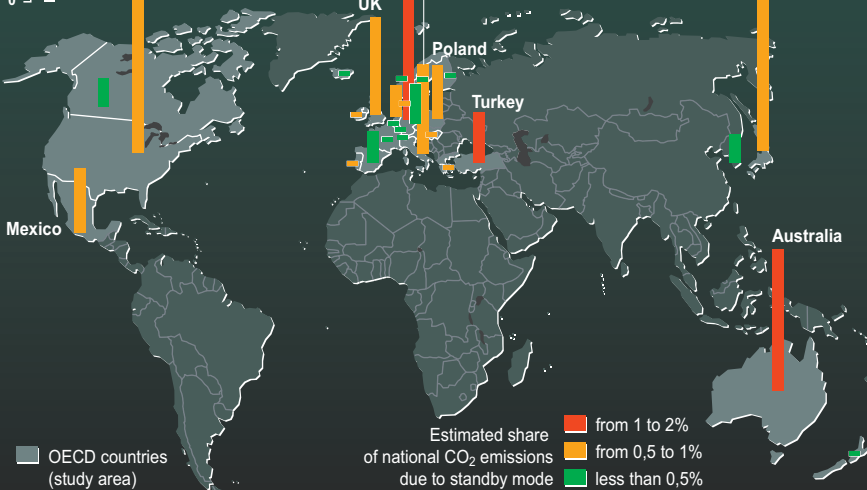 0
UK
Poland
Turkey
Mexico
Australia
OECD countries
(study area)
Estimated share
of national CO₂ emissions
due to standby mode
from 1 to 2%
from 0,5 to 1%
less than 0,5%